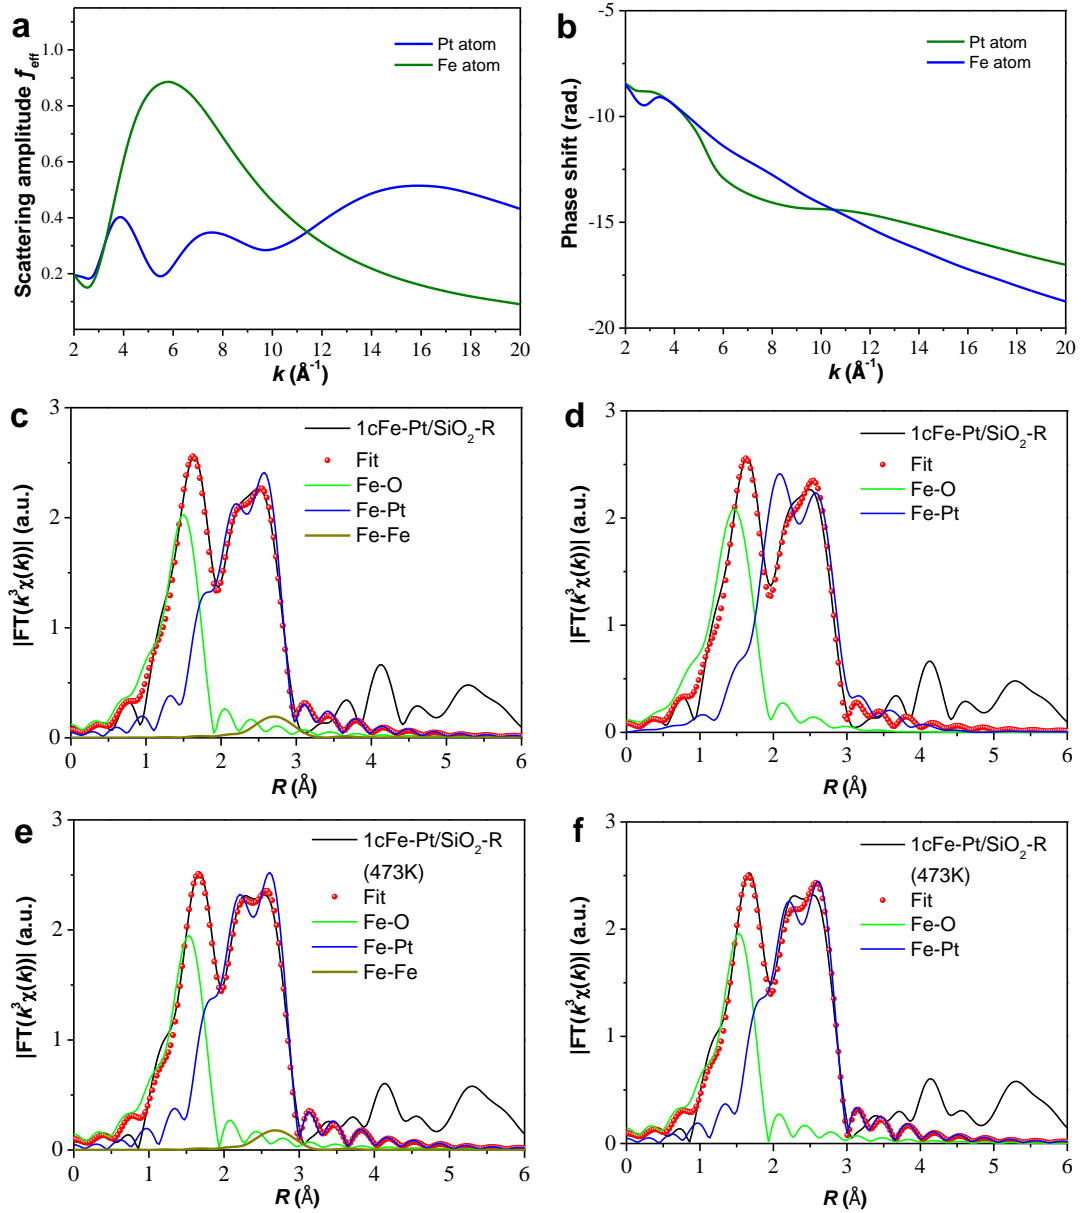 a
Scattering amplitude f_eff
1.0
0.8
0.6
0.4
0.2
Pt atom
Fe atom
2 4 6 8 10 12 14 16 18 20
k (Å⁻¹)
b
Phase shift (rad.)
-5
-10
-15
-20
Pt atom
Fe atom
2 4 6 8 10 12 14 16 18 20
k (Å⁻¹)
c
|FT(k³χ(k))| (a.u.)
3
2
1
0
1cFe-Pt/SiO₂-R
Fit
Fe-O
Fe-Pt
Fe-Fe
0 1 2 3 4 5 6
R (Å)
d
|FT(k³χ(k))| (a.u.)
3
2
1
0
1cFe-Pt/SiO₂-R
Fit
Fe-O
Fe-Pt
0 1 2 3 4 5 6
R (Å)
e
|FT(k³χ(k))| (a.u.)
3
2
1
0
1cFe-Pt/SiO₂-R
(473K)
Fit
Fe-O
Fe-Pt
Fe-Fe
0 1 2 3 4 5 6
R (Å)
f
|FT(k³χ(k))| (a.u.)
3
2
1
0
1cFe-Pt/SiO₂-R
(473K)
Fit
Fe-O
Fe-Pt
0 1 2 3 4 5 6
R (Å)